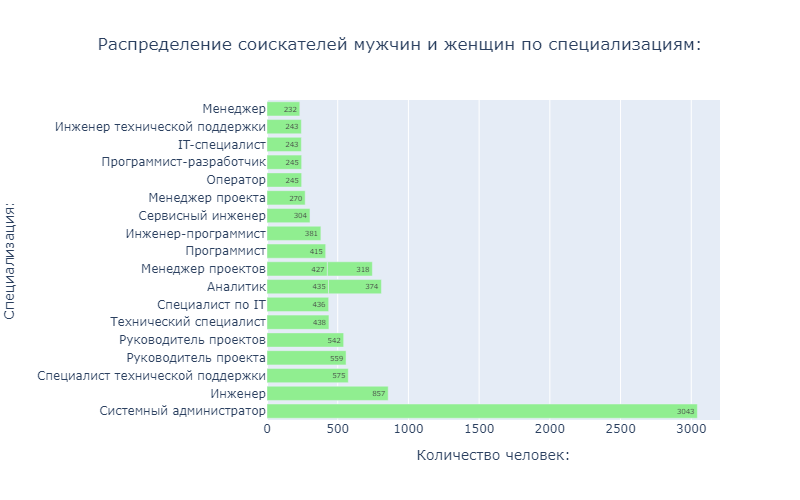 Распределение соискателей мужчин и женщин по специализациям:
Специализация:
Менеджер 232
Инженер технической поддержки 243
IT-специалист 243
Программист-разработчик 245
Оператор 245
Менеджер проекта 270
Сервисный инженер 304
Инженер-программист 381
Программист 415
Менеджер проектов 427 318
Аналитик 435 374
Специалист по IT 436
Технический специалист 438
Руководитель проектов 542
Руководитель проекта 559
Специалист технической поддержки 575
Инженер 857
Системный администратор 3043
0 500 1000 1500 2000 2500 3000
Количество человек: